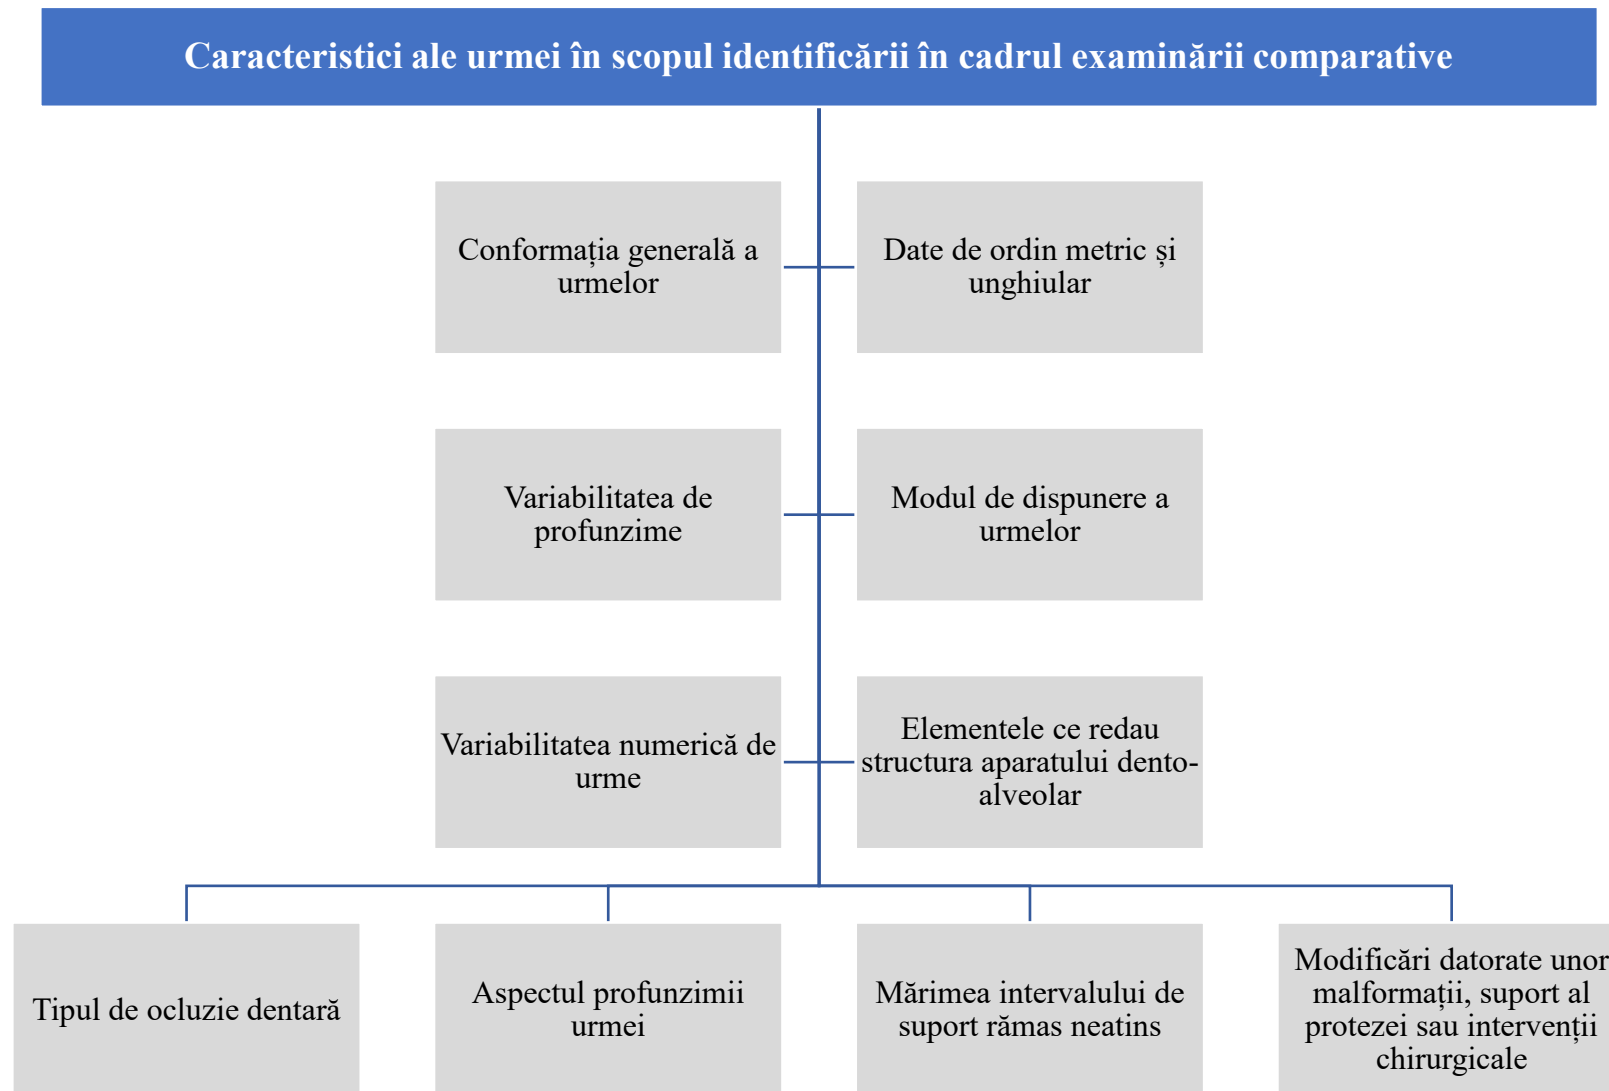 Caracteristici ale urmei în scopul identificării în cadrul examinării comparative
Conformația generală a
urmelor
Date de ordin metric și
unghiular
Variabilitatea de
profunzime
Modul de dispunere a
urmelor
Variabilitatea numerică de
urme
Elementele ce redau
structura aparatului dento-
alveolar
Tipul de ocluzie dentară
Aspectul profunzimii
urmei
Mărimea intervalului de
suport rămas neatins
Modificări datorate unor
malformații, suport al
protezei sau intervenții
chirurgicale